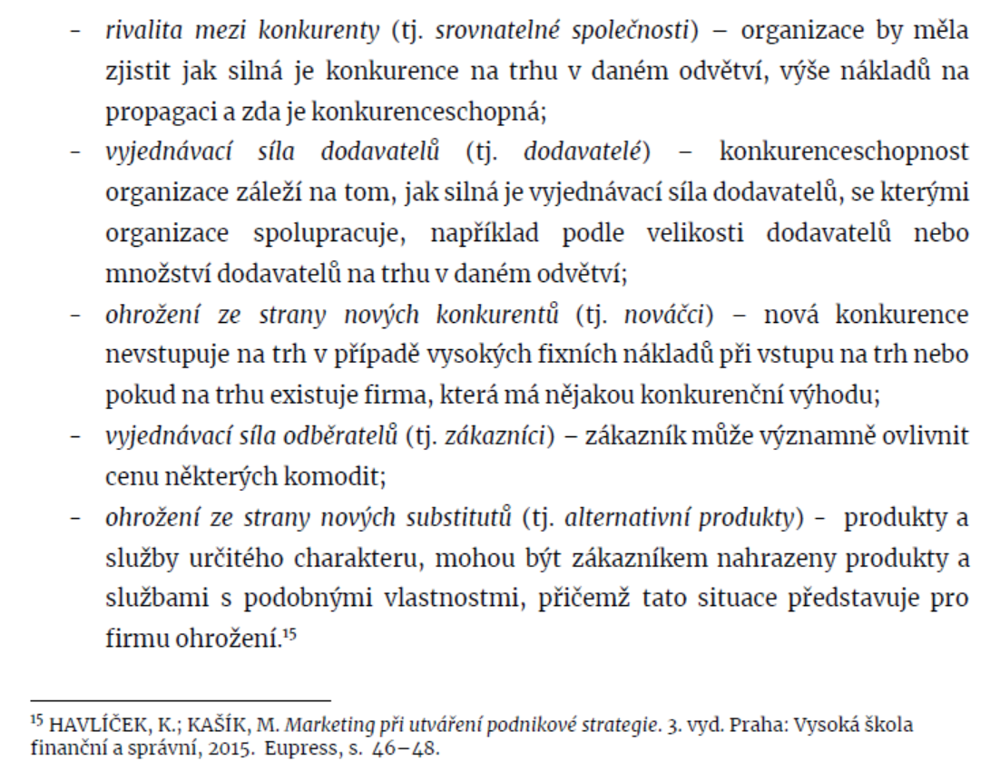 - rivalita mezi konkurenty (tj. srovnatelné společnosti) – organizace by měla
zjistit jak silná je konkurence na trhu v daném odvětví, výše nákladů na
propagaci a zda je konkurenceschopná;
- vyjednávací síla dodavatelů (tj. dodavatelé) – konkurenceschopnost
organizace záleží na tom, jak silná je vyjednávací síla dodavatelů, se kterými
organizace spolupracuje, například podle velikosti dodavatelů nebo
množství dodavatelů na trhu v daném odvětví;
- ohrožení ze strany nových konkurentů (tj. nováčci) – nová konkurence
nevstupuje na trh v případě vysokých fixních nákladů při vstupu na trh nebo
pokud na trhu existuje firma, která má nějakou konkurenční výhodu;
- vyjednávací síla odběratelů (tj. zákazníci) – zákazník může významně ovlivnit
cenu některých komodit;
- ohrožení ze strany nových substitutů (tj. alternativní produkty) - produkty a
služby určitého charakteru, mohou být zákazníkem nahrazeny produkty a
službami s podobnými vlastnostmi, přičemž tato situace představuje pro
firmu ohrožení.¹⁵
¹⁵ HAVLÍČEK, K.; KAŠÍK, M. Marketing při utváření podnikové strategie. 3. vyd. Praha: Vysoká škola
finanční a správní, 2015. Eupress, s. 46–48.